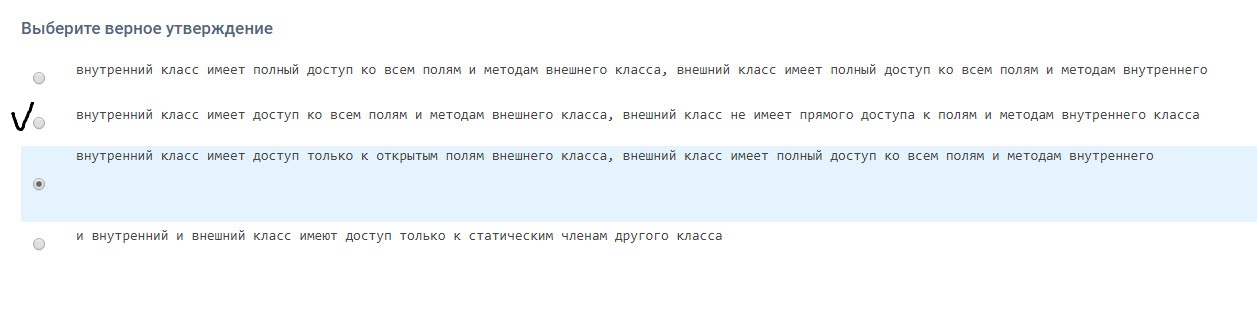 Выберите верное утверждение
внутренний класс имеет полный доступ ко всем полям и методам внешнего класса, внешний класс имеет полный доступ ко всем полям и методам внутреннего
внутренний класс имеет доступ ко всем полям и методам внешнего класса, внешний класс не имеет прямого доступа к полям и методам внутреннего класса
внутренний класс имеет доступ только к открытым полям внешнего класса, внешний класс имеет полный доступ ко всем полям и методам внутреннего
и внутренний и внешний класс имеют доступ только к статическим членам другого класса